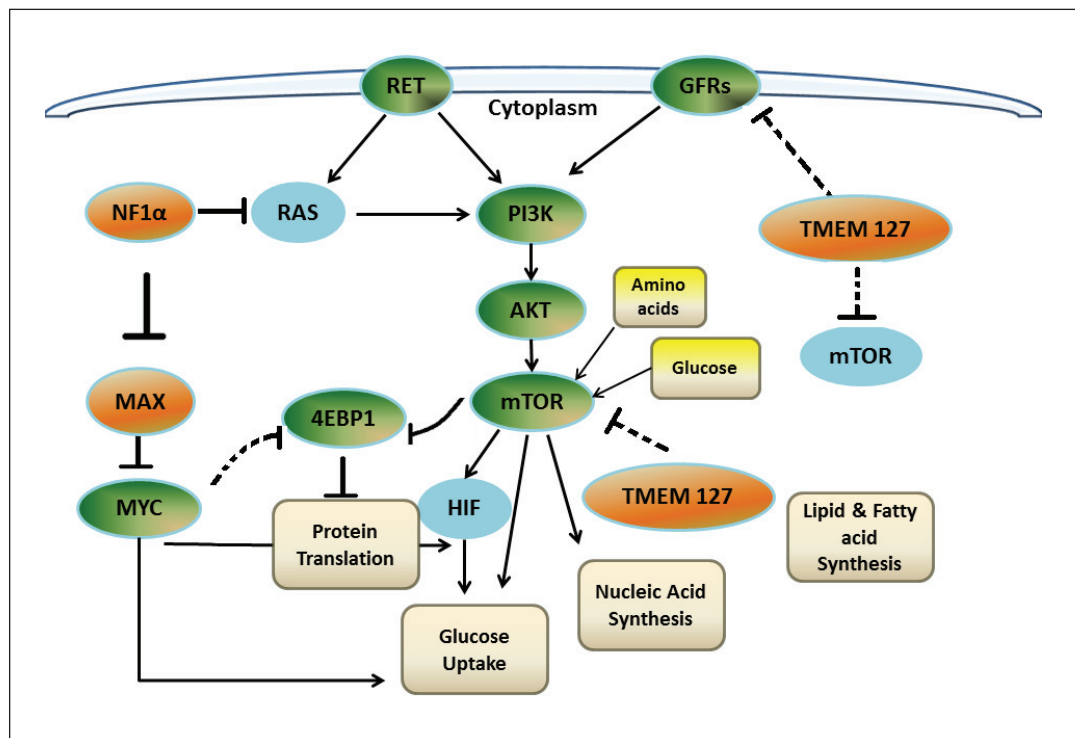 RET
GFRs
Cytoplasm
NF1α
RAS
PI3K
TMEM 127
AKT
Amino
acids
mTOR
Glucose
MAX
4EBP1
mTOR
TMEM 127
MYC
HIF
Protein
Translation
Lipid & Fatty
acid
Synthesis
Nucleic Acid
Synthesis
Glucose
Uptake